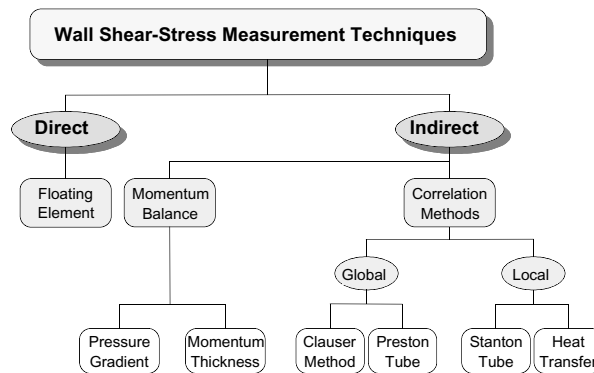 Wall Shear-Stress Measurement Techniques
Direct
Indirect
Floating
Element
Momentum
Balance
Correlation
Methods
Global
Local
Pressure
Gradient
Momentum
Thickness
Clauser
Method
Preston
Tube
Stanton
Tube
Heat
Transfer